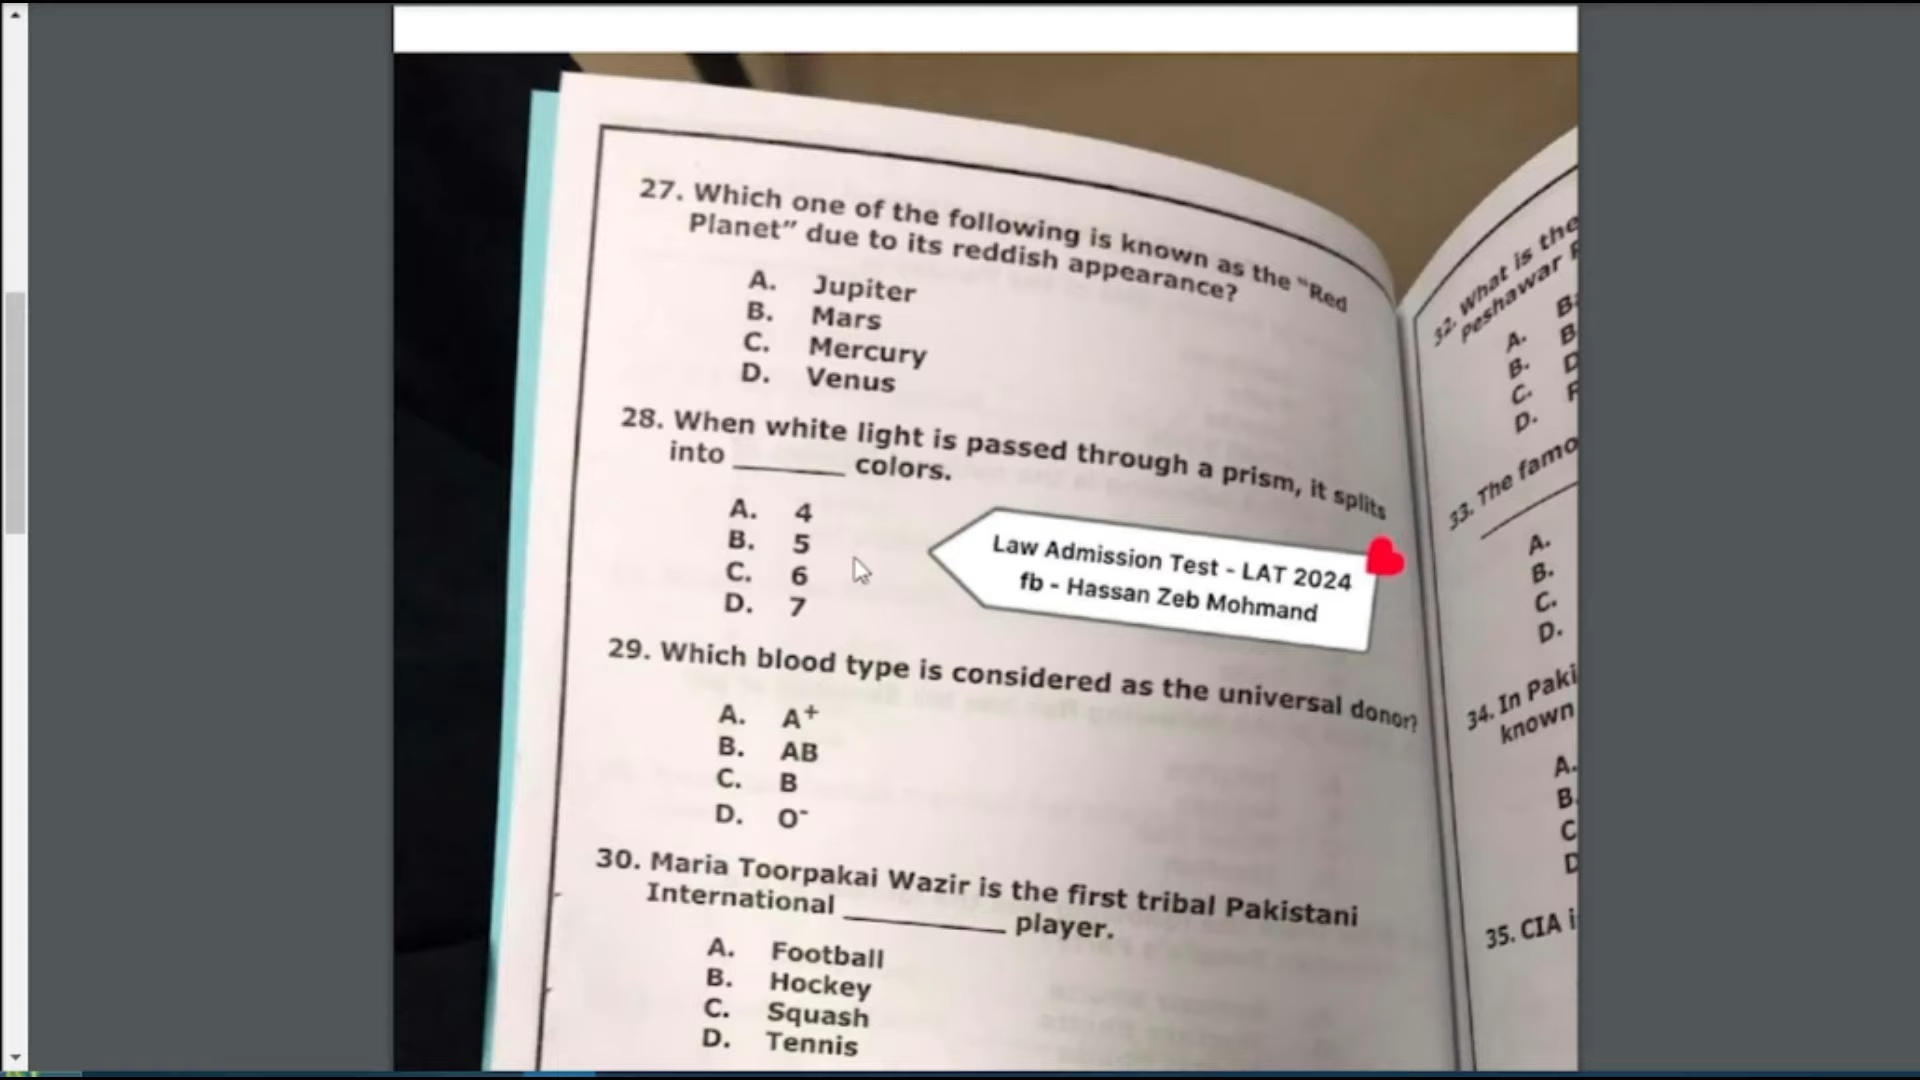 27. Which one of the following is known as the "Red
Planet" due to its reddish appearance?
A. Jupiter
B. Mars
C. Mercury
D. Venus
28. When white light is passed through a prism, it splits
into _______ colors.
A. 4
B. 5
C. 6
D. 7
Law Admission Test - LAT 2024
fb - Hassan Zeb Mohmand
29. Which blood type is considered as the universal donor?
A. A+
B. AB
C. B
D. O-
30. Maria Toorpakai Wazir is the first tribal Pakistani
International __________ player.
A. Football
B. Hockey
C. Squash
D. Tennis
32. What is the
Peshawar
A.
B.
C.
D.
33. The
A.
B.
C.
D.
34. In
known
A.
B.
C
D
35. CIA